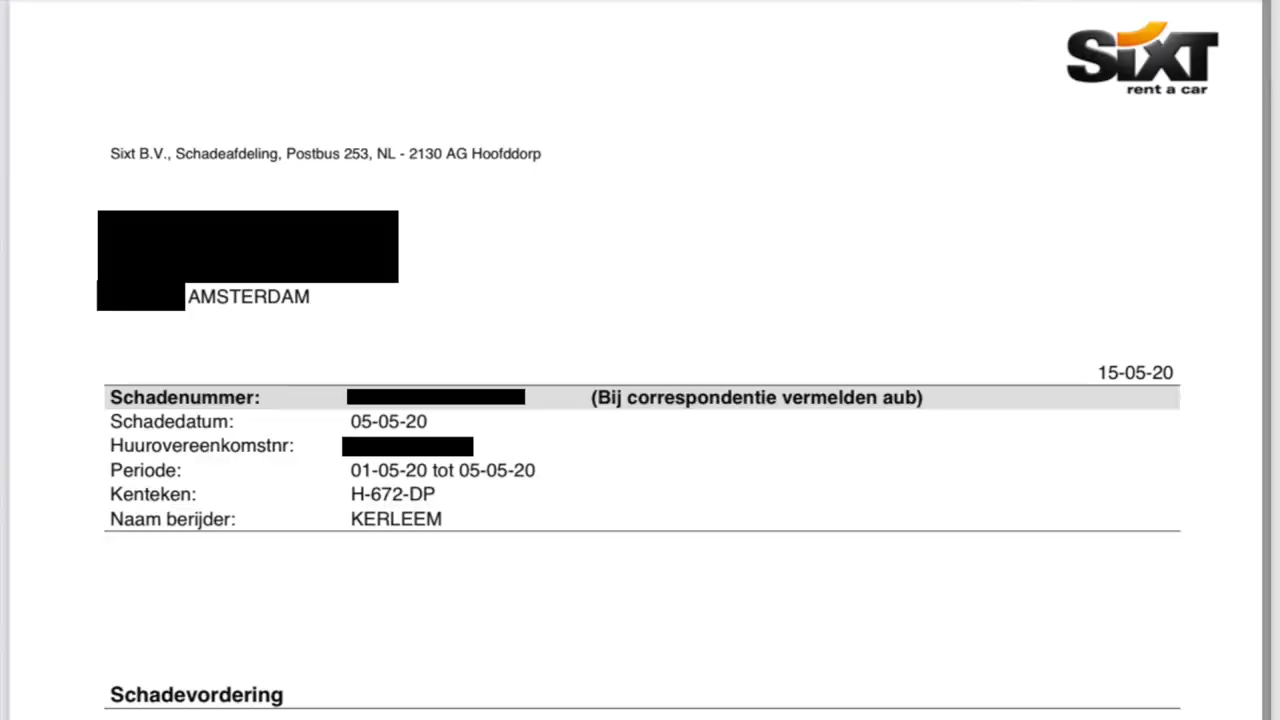 SIXT
rent a car
Sixt B.V., Schadeafdeling, Postbus 253, NL - 2130 AG Hoofddorp
AMSTERDAM
15-05-20
Schadenummer: (Bij correspondentie vermelden aub)
Schadedatum: 05-05-20
Huurovereenkomstnr:
Periode: 01-05-20 tot 05-05-20
Kenteken: H-672-DP
Naam berijder: KERLEEM
Schadevordering